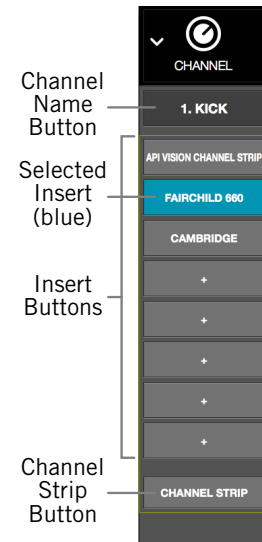 CHANNEL
Channel
Name
Button
1. KICK
API VISION CHANNEL STRIP
Selected
Insert
(blue)
FAIRCHILD 660
CAMBRIDGE
Insert
Buttons
+
+
+
+
+
Channel
Strip
Button
CHANNEL STRIP